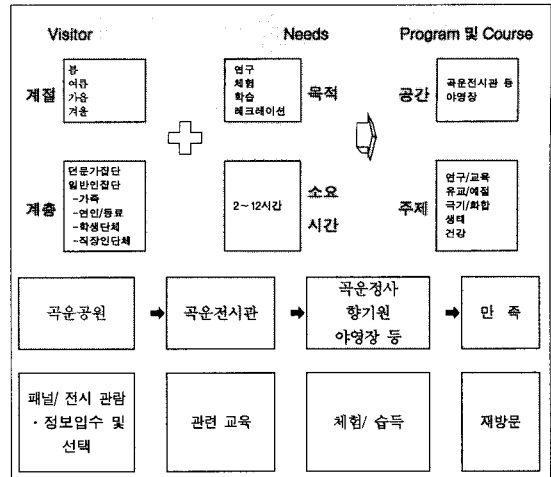 Visitor
Needs
Program 및 Course
계절
봄
여름
가을
겨울
연구
체험
학습
레크레이션
목적
공간
곡운전시관 등
야영장
계층
전문가집단
일반인집단
-가족
-연인/동료
-학생단체
-직장인단체
2~12시간
소요
시간
주제
연구/교육
유교/예절
극기/화합
생태
건강
곡운공원
곡운전시관
곡운정사
향기원
야영장 등
만 족
패널/ 전시 관람
· 정보입수 및
선택
관련 교육
체험/ 습득
재방문